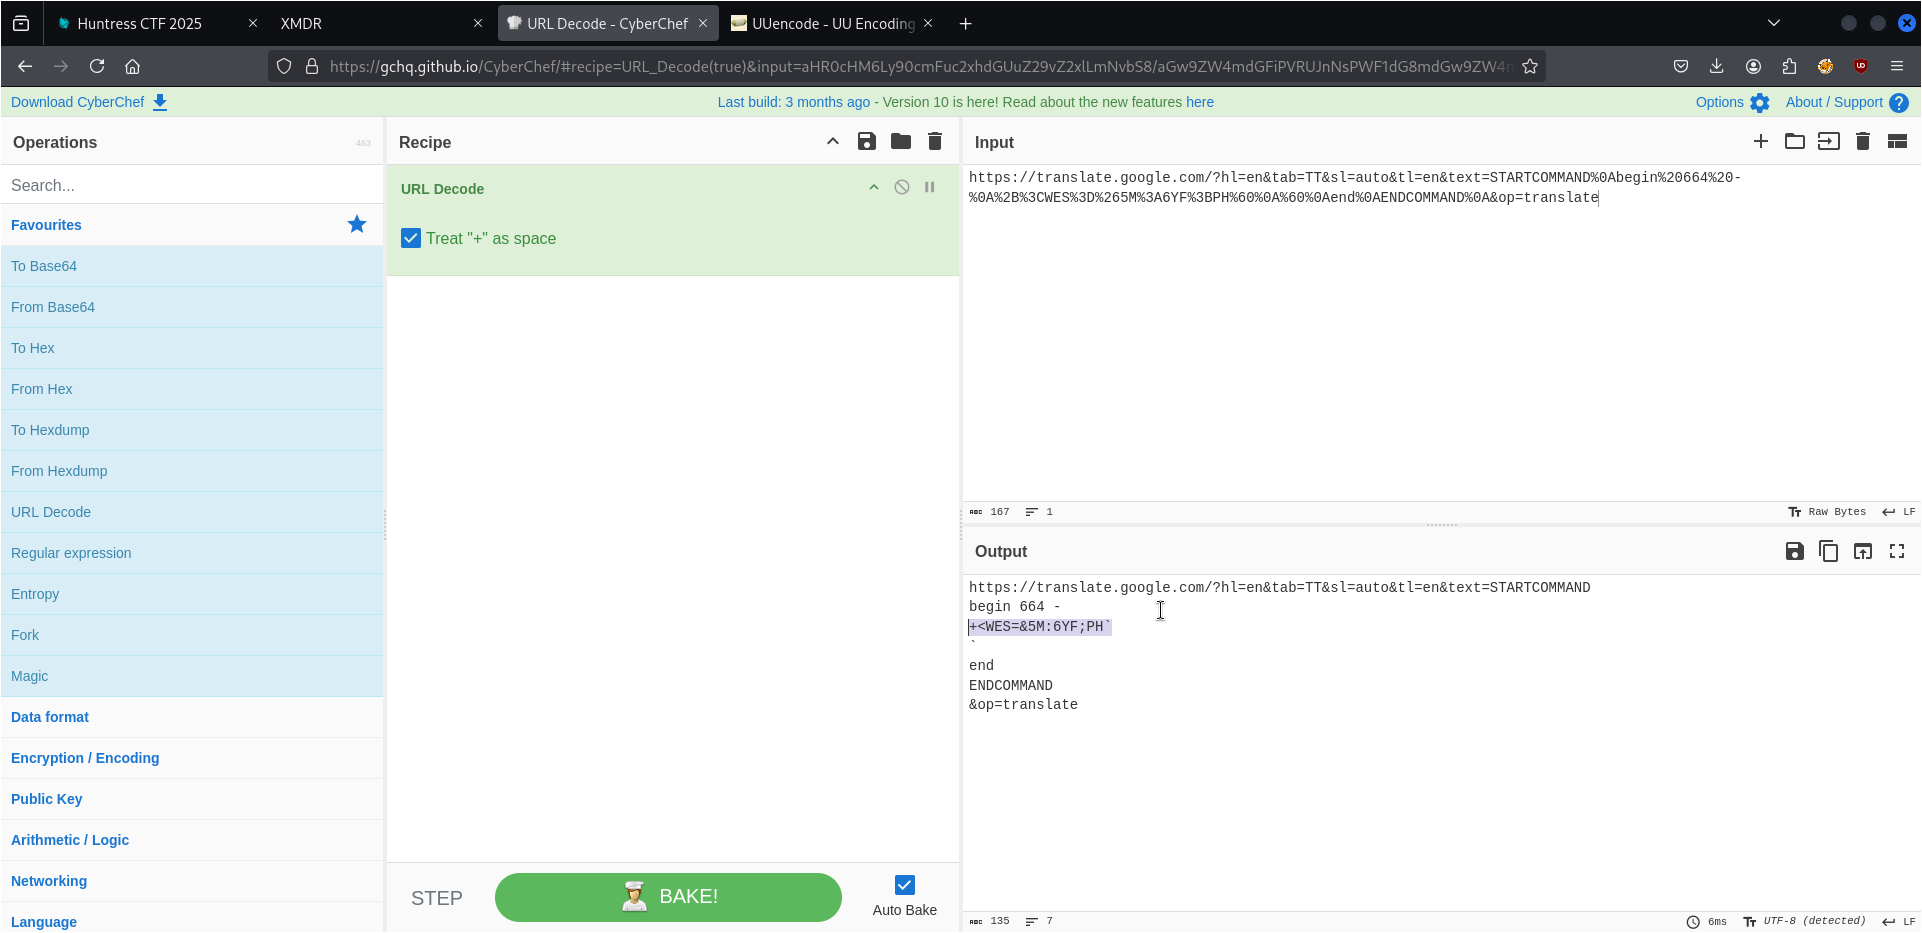 Huntress CTF 2025
XMDR
URL Decode - CyberChef
UUencode - UU Encoding
https://gchq.github.io/CyberChef/#recipe=URL_Decode(true)&input=aHR0cHM6Ly90cmFuc2xhdGUuZ29vZ2xlLmNvbS8/aGw9ZW4mdGFiPVRUJnNsPWF1dG8mdGw9ZW4m
Download CyberChef
Last build: 3 months ago - Version 10 is here! Read about the new features here
Options
About / Support
Operations
463
Recipe
Input
Search...
URL Decode
Treat "+" as space
https://translate.google.com/?hl=en&tab=TT&sl=auto&tl=en&text=STARTCOMMAND%0Abegin%20664%20-
%0A%2B%3CWES%3D%265M%3A6YF%3BPH%60%0A%60%0Aend%0AENDCOMMAND%0A&op=translate
Favourites
To Base64
From Base64
To Hex
From Hex
To Hexdump
From Hexdump
URL Decode
Regular expression
Entropy
Fork
Magic
Data format
Encryption / Encoding
Public Key
Arithmetic / Logic
Networking
Language
ABC 167
1
Raw Bytes
LF
Output
https://translate.google.com/?hl=en&tab=TT&sl=auto&tl=en&text=STARTCOMMAND
begin 664 -
+<WES=&5M:6YF;PH`
`
end
ENDCOMMAND
&op=translate
STEP
BAKE!
Auto Bake
ABC 135
7
6ms
UTF-8 (detected)
LF